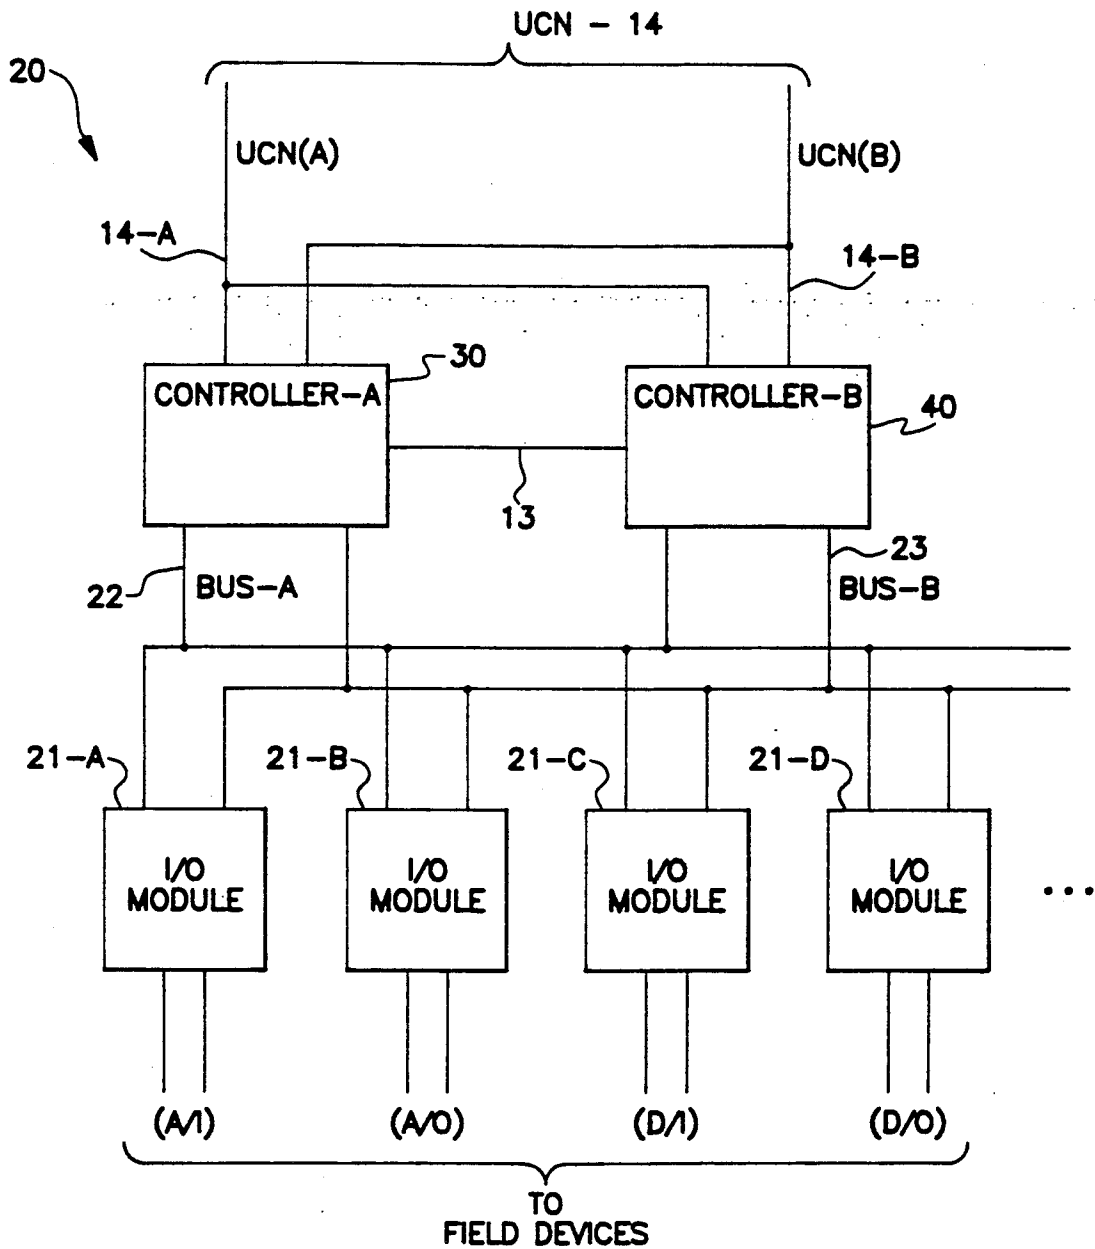 UCN - 14
20
UCN(A)
UCN(B)
14-A
14-B
30
CONTROLLER-A
CONTROLLER-B
40
13
23
22
BUS-A
BUS-B
21-A
21-B
21-C
21-D
I/O
MODULE
I/O
MODULE
I/O
MODULE
I/O
MODULE
...
(A/I)
(A/O)
(D/I)
(D/O)
TO
FIELD DEVICES